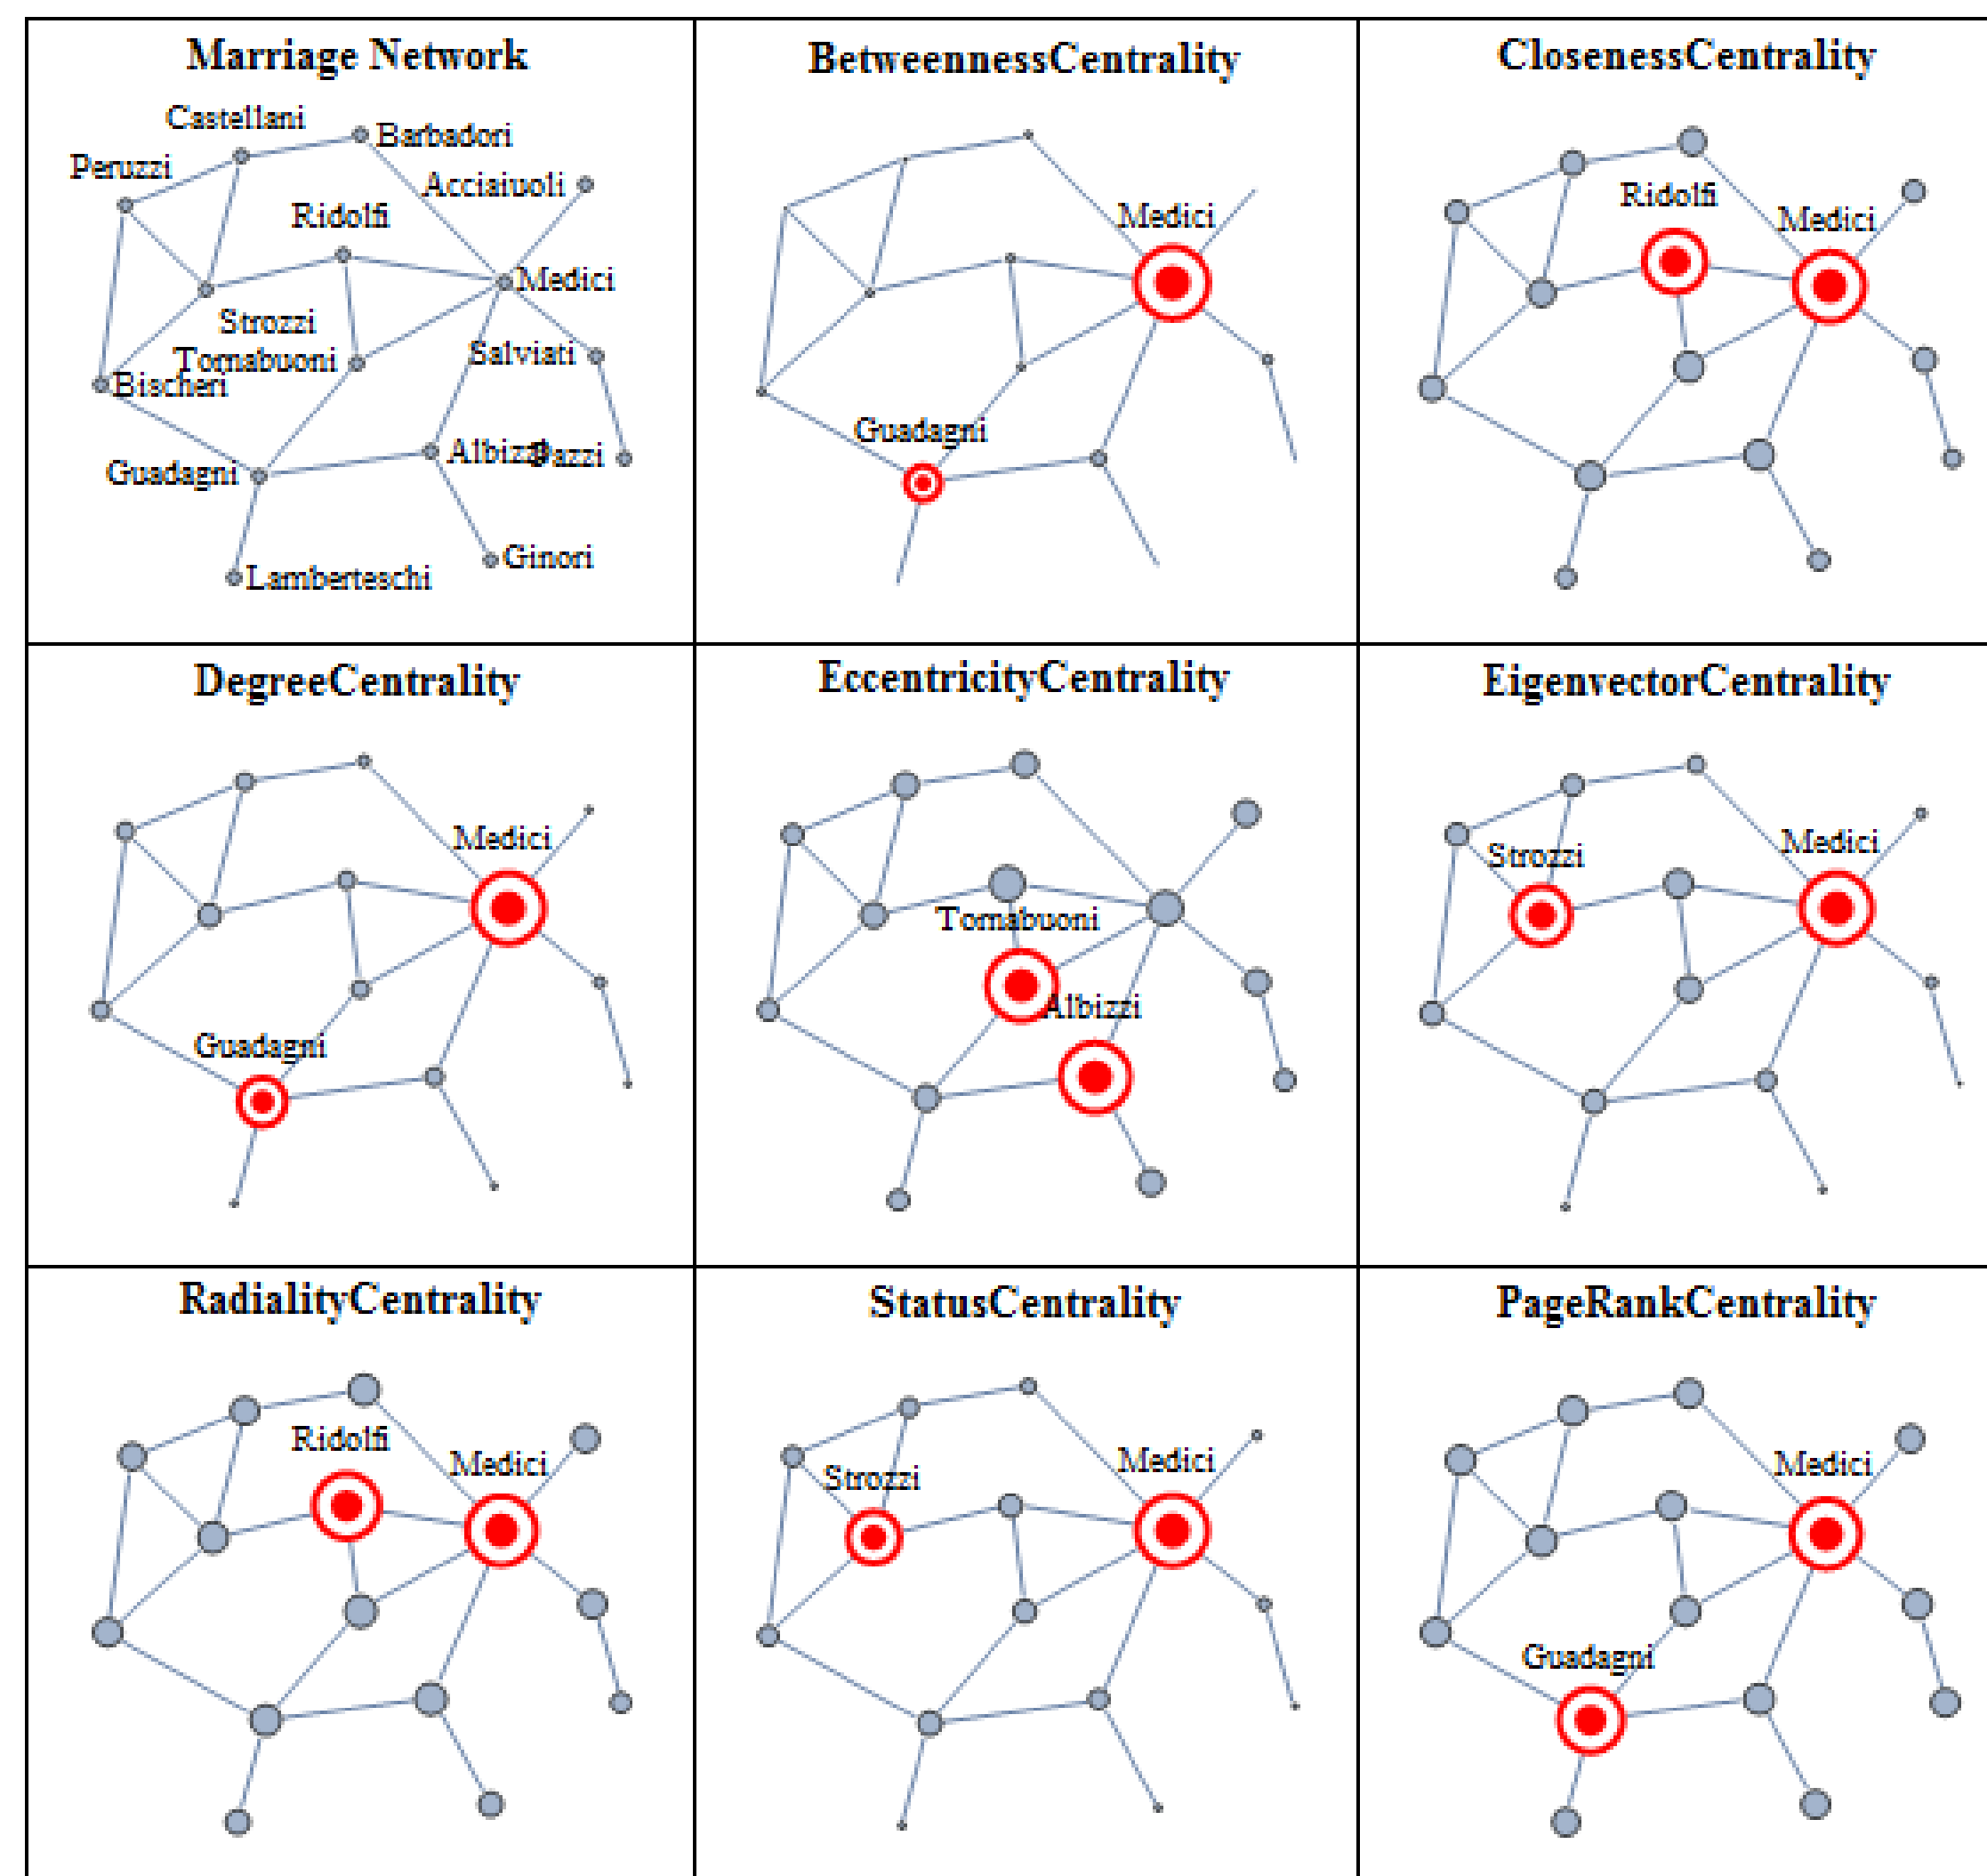 Marriage Network
Castellani
Barbadori
Peruzzi
Acciaiuoli
Ridolfi
Medici
Strozzi
Tornabuoni
Salviati
Bischeri
Albizzi
Pazzi
Guadagni
Ginori
Lamberteschi
BetweennessCentrality
Medici
Guadagni
ClosenessCentrality
Ridolfi
Medici
DegreeCentrality
Medici
Guadagni
EccentricityCentrality
Tornabuoni
Albizzi
EigenvectorCentrality
Medici
Strozzi
RadialityCentrality
Ridolfi
Medici
StatusCentrality
Medici
Strozzi
PageRankCentrality
Medici
Guadagni